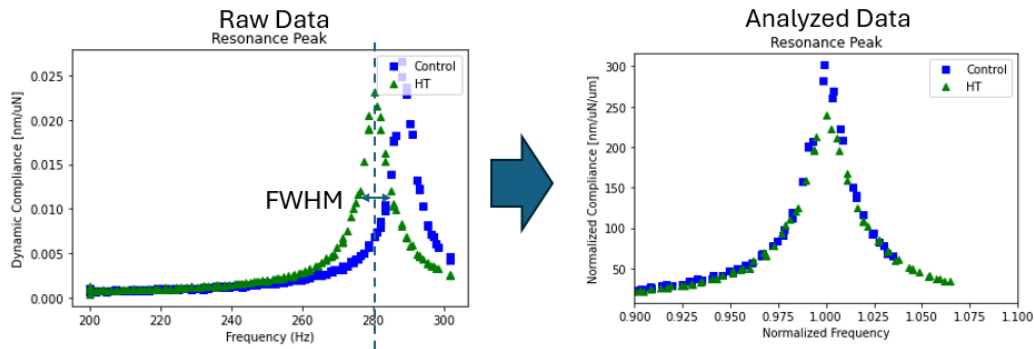 Raw Data
Resonance Peak
Control
HT
FWHM
Dynamic Compliance [nm/uN]
0.025
0.020
0.015
0.010
0.005
0.000
200 220 240 260 280 300
Frequency (Hz)
Analyzed Data
Resonance Peak
Control
HT
Normalized Compliance [nm/uN/um]
300
250
200
150
100
50
0.900 0.925 0.950 0.975 1.000 1.025 1.050 1.075 1.100
Normalized Frequency